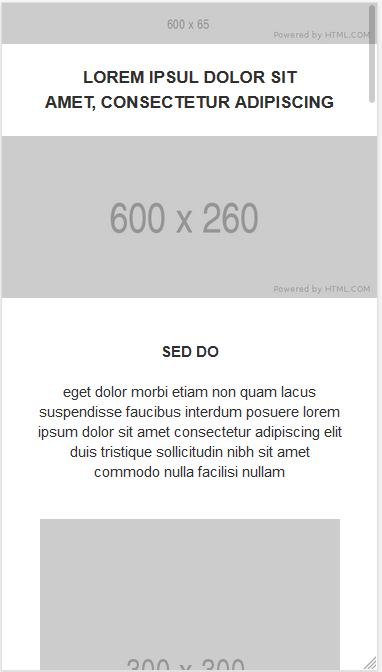 600 x 65
Powered by HTML.COM
LOREM IPSUL DOLOR SIT
AMET, CONSECTETUR ADIPISCING
600 x 260
Powered by HTML.COM
SED DO
eget dolor morbi etiam non quam lacus
suspendisse faucibus interdum posuere lorem
ipsum dolor sit amet consectetur adipiscing elit
duis tristique sollicitudin nibh sit amet
commodo nulla facilisi nullam
300 x 300